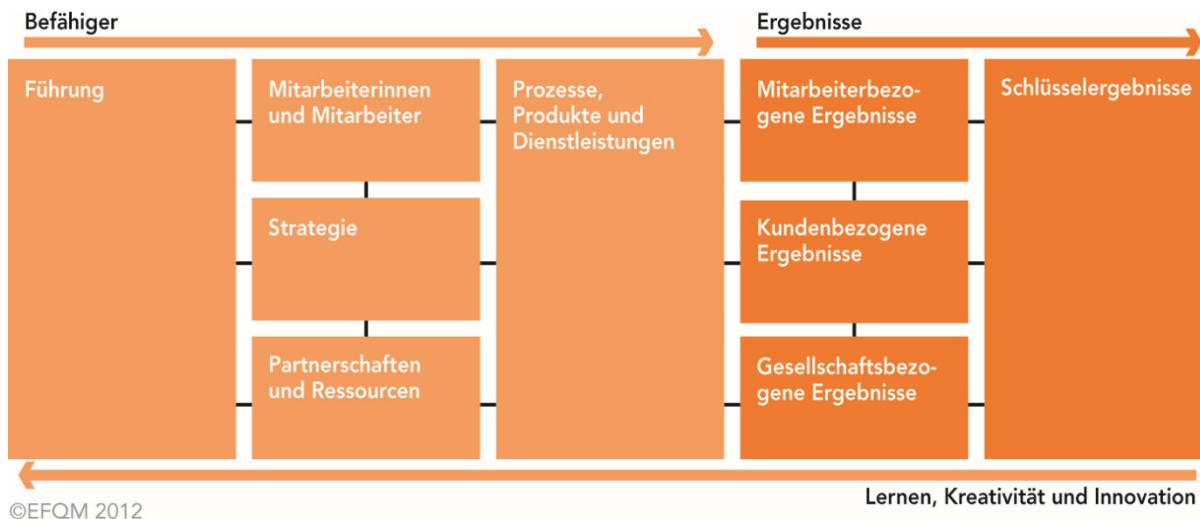 Befähiger
Ergebnisse
Führung
Mitarbeiterinnen
und Mitarbeiter
Prozesse,
Produkte und
Dienstleistungen
Mitarbeiterbezo-
gene Ergebnisse
Schlüsselergebnisse
Strategie
Kundenbezogene
Ergebnisse
Partnerschaften
und Ressourcen
Gesellschaftsbezo-
gene Ergebnisse
Lernen, Kreativität und Innovation
©EFQM 2012